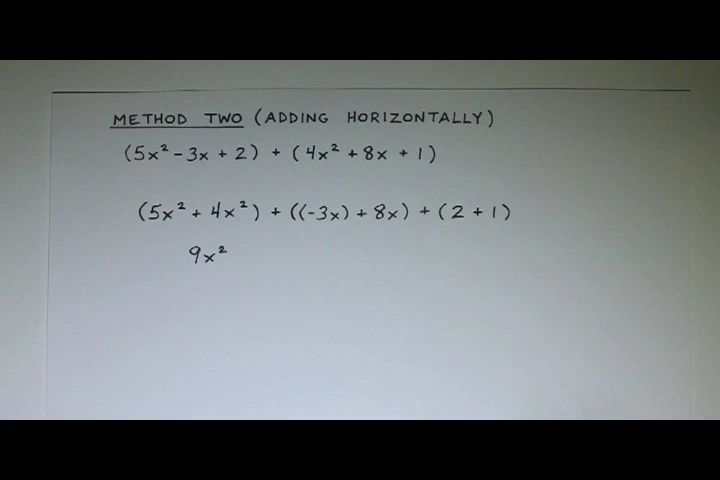 METHOD TWO (ADDING HORIZONTALLY)
(5x² - 3x + 2) + (4x² + 8x + 1)
(5x² + 4x²) + ((-3x) + 8x) + (2 + 1)
9x²